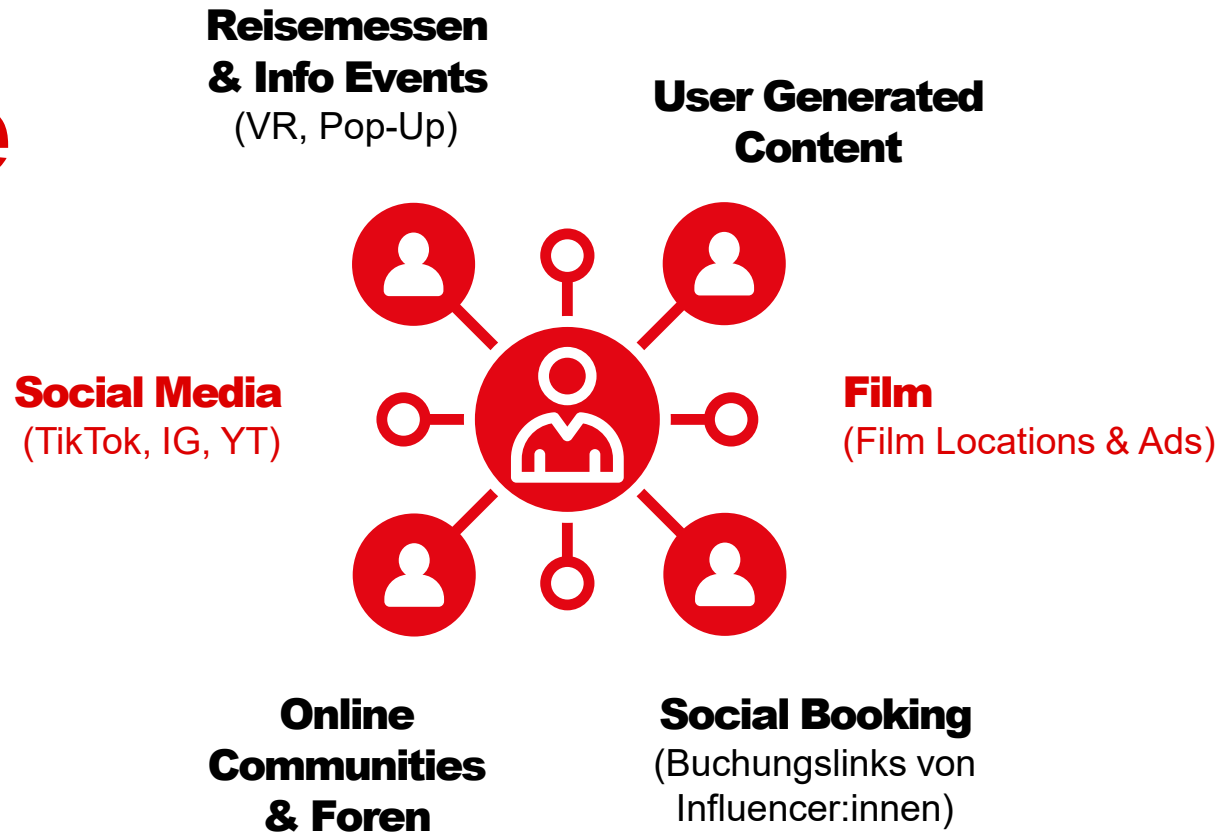 Reisemessen
& Info Events
(VR, Pop-Up)
User Generated
Content
e
Social Media
(TikTok, IG, YT)
Film
(Film Locations & Ads)
Online
Communities
& Foren
Social Booking
(Buchungslinks von
Influencer:innen)